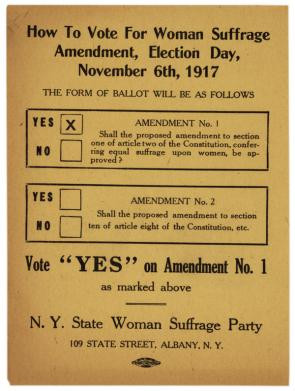 How To Vote For Woman Suffrage
Amendment, Election Day,
November 6th, 1917
THE FORM OF BALLOT WILL BE AS FOLLOWS
YES X
NO
AMENDMENT No. 1
Shall the proposed amendment to section
one of article two of the Constitution, confer-
ring equal suffrage upon women, be ap-
proved?
YES
NO
AMENDMENT No. 2
Shall the proposed amendment to section
ten of article eight of the Constitution, etc.
Vote "YES" on Amendment No. 1
as marked above
N. Y. State Woman Suffrage Party
109 STATE STREET, ALBANY, N. Y.